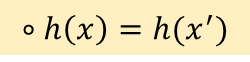 ∘ ℎ(𝑥) = ℎ(𝑥′)